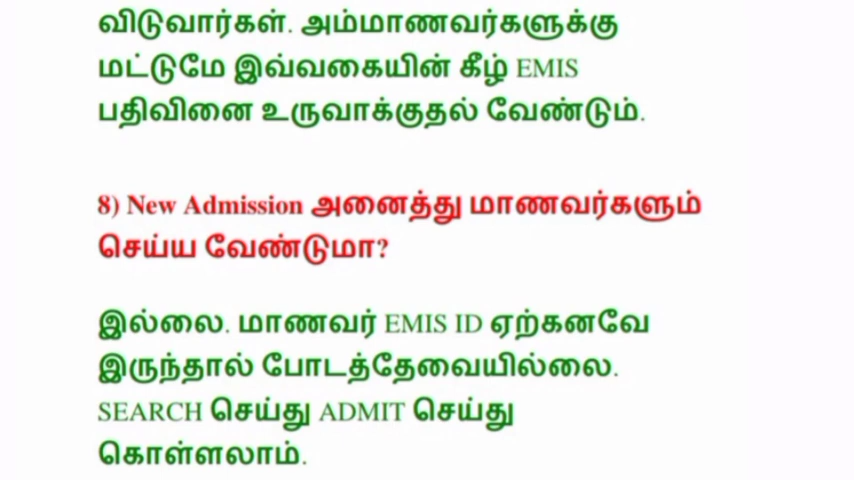 விடுவார்கள். அம்மாணவர்களுக்கு
மட்டுமே இவ்வகையின் கீழ் EMIS
பதிவினை உருவாக்குதல் வேண்டும்.
8) New Admission அனைத்து மாணவர்களும்
செய்ய வேண்டுமா?
இல்லை. மாணவர் EMIS ID ஏற்கனவே
இருந்தால் போடத்தேவையில்லை.
SEARCH செய்து ADMIT செய்து
கொள்ளலாம்.